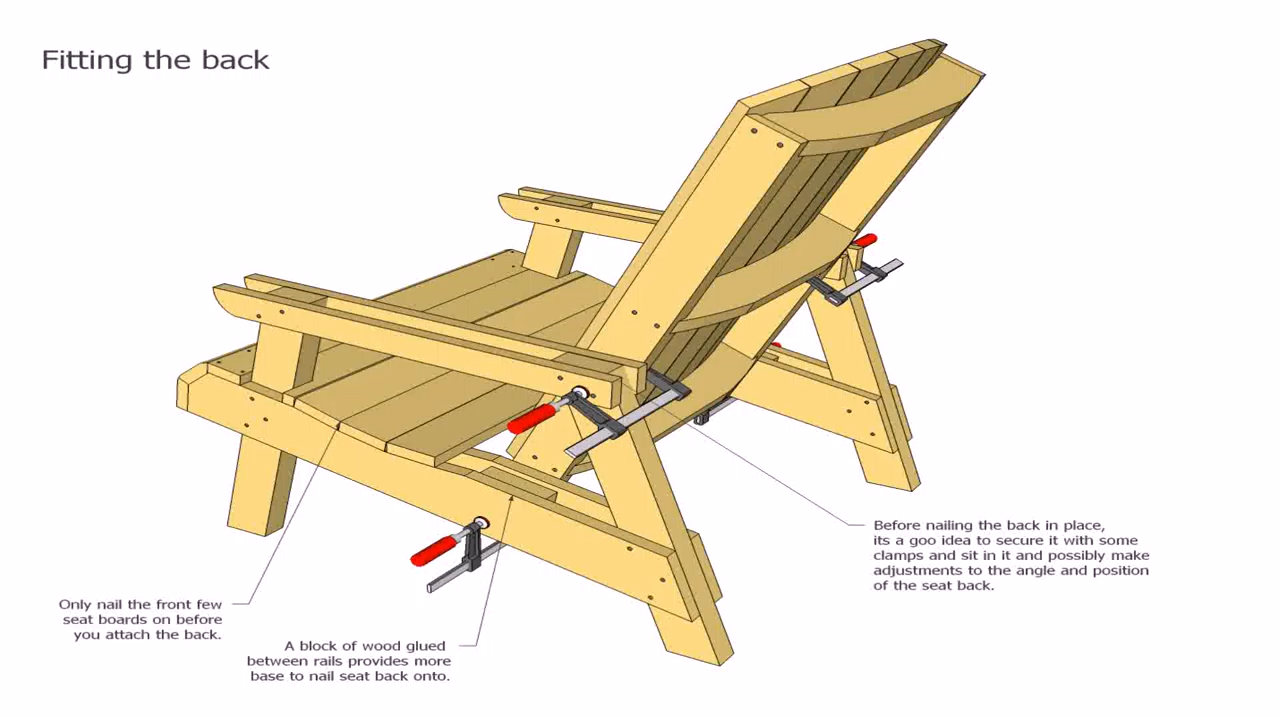 Fitting the back
Before nailing the back in place,
its a goo idea to secure it with some
clamps and sit in it and possibly make
adjustments to the angle and position
of the seat back.
Only nail the front few
seat boards on before
you attach the back.
A block of wood glued
between rails provides more
base to nail seat back onto.